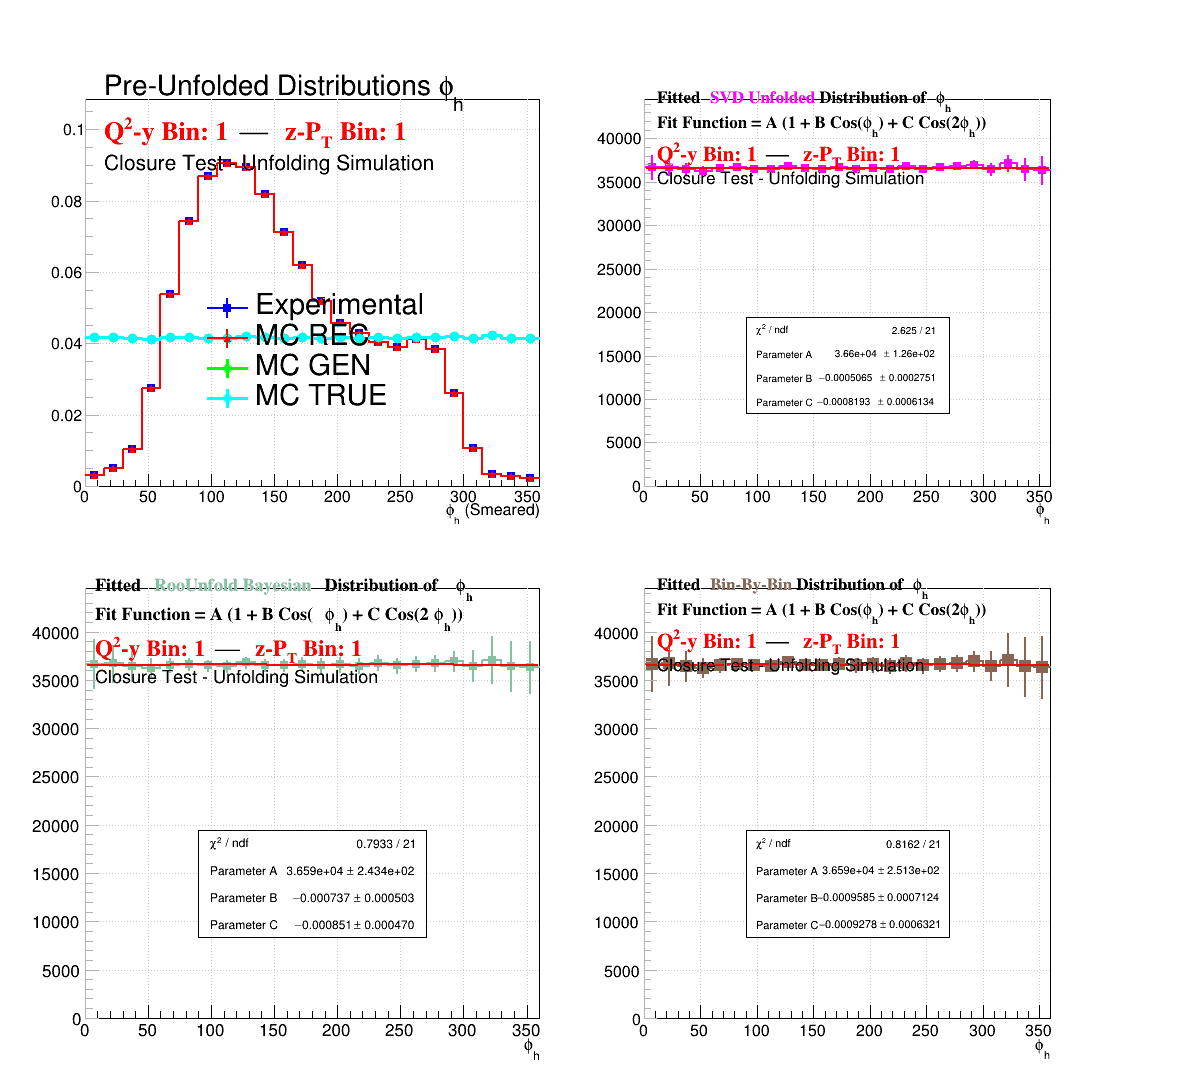 Pre-Unfolded Distributions ϕh
Q2-y Bin: 1 — z-PT Bin: 1
Closure Test - Unfolding Simulation
0.1
0.08
0.06
0.04
0.02
0
Experimental
MC REC
MC GEN
MC TRUE
0 50 100 150 200 250 300 350
ϕh (Smeared)
Fitted SVD Unfolded Distribution of ϕh
Fit Function = A (1 + B Cos(ϕh) + C Cos(2ϕh))
Q2-y Bin: 1 — z-PT Bin: 1
Closure Test - Unfolding Simulation
40000
35000
30000
25000
20000
15000
10000
5000
0
χ2 / ndf 2.625 / 21
Parameter A 3.66e+04 ± 1.26e+02
Parameter B −0.0005065 ± 0.0002751
Parameter C −0.0008193 ± 0.0006134
0 50 100 150 200 250 300 350
ϕh
Fitted RooUnfold Bayesian Distribution of ϕh
Fit Function = A (1 + B Cos( ϕh) + C Cos(2 ϕh))
Q2-y Bin: 1 — z-PT Bin: 1
Closure Test - Unfolding Simulation
40000
35000
30000
25000
20000
15000
10000
5000
0
χ2 / ndf 0.7933 / 21
Parameter A 3.659e+04 ± 2.434e+02
Parameter B −0.000737 ± 0.000503
Parameter C −0.000851 ± 0.000470
0 50 100 150 200 250 300 350
ϕh
Fitted Bin-By-Bin Distribution of ϕh
Fit Function = A (1 + B Cos(ϕh) + C Cos(2ϕh))
Q2-y Bin: 1 — z-PT Bin: 1
Closure Test - Unfolding Simulation
40000
35000
30000
25000
20000
15000
10000
5000
0
χ2 / ndf 0.8162 / 21
Parameter A 3.659e+04 ± 2.513e+02
Parameter B −0.0009585 ± 0.0007124
Parameter C −0.0009278 ± 0.0006321
0 50 100 150 200 250 300 350
ϕh